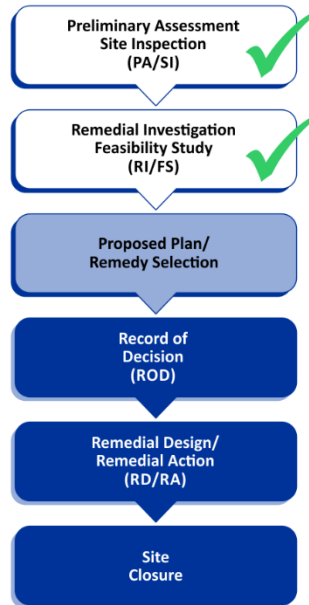 Preliminary Assessment
Site Inspection
(PA/SI)
Remedial Investigation
Feasibility Study
(RI/FS)
Proposed Plan/
Remedy Selection
Record of
Decision
(ROD)
Remedial Design/
Remedial Action
(RD/RA)
Site
Closure